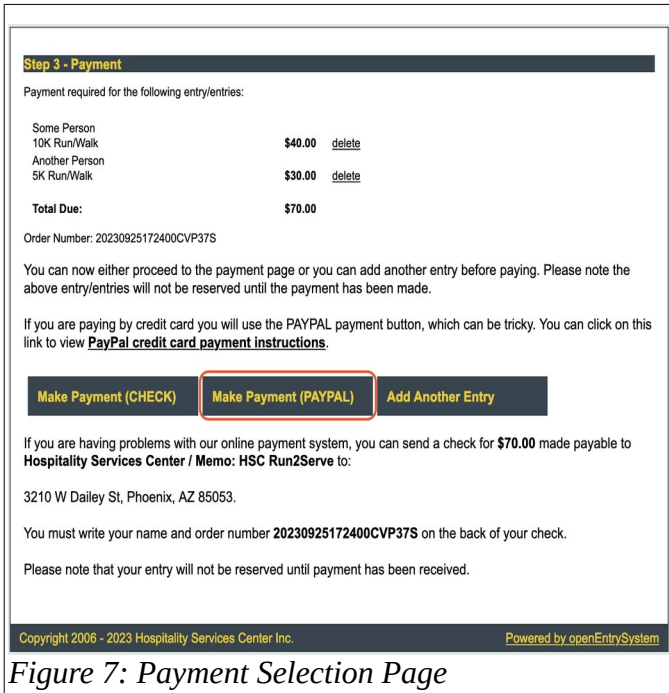 Step 3 - Payment
Payment required for the following entry/entries:
Some Person
10K Run/Walk $40.00 delete
Another Person
5K Run/Walk $30.00 delete
Total Due: $70.00
Order Number: 20230925172400CVP37S
You can now either proceed to the payment page or you can add another entry before paying. Please note the
above entry/entries will not be reserved until the payment has been made.
If you are paying by credit card you will use the PAYPAL payment button, which can be tricky. You can click on this
link to view PayPal credit card payment instructions.
Make Payment (CHECK) Make Payment (PAYPAL) Add Another Entry
If you are having problems with our online payment system, you can send a check for $70.00 made payable to
Hospitality Services Center / Memo: HSC Run2Serve to:
3210 W Dailey St, Phoenix, AZ 85053.
You must write your name and order number 20230925172400CVP37S on the back of your check.
Please note that your entry will not be reserved until payment has been received.
Copyright 2006 - 2023 Hospitality Services Center Inc. Powered by openEntrySystem
Figure 7: Payment Selection Page